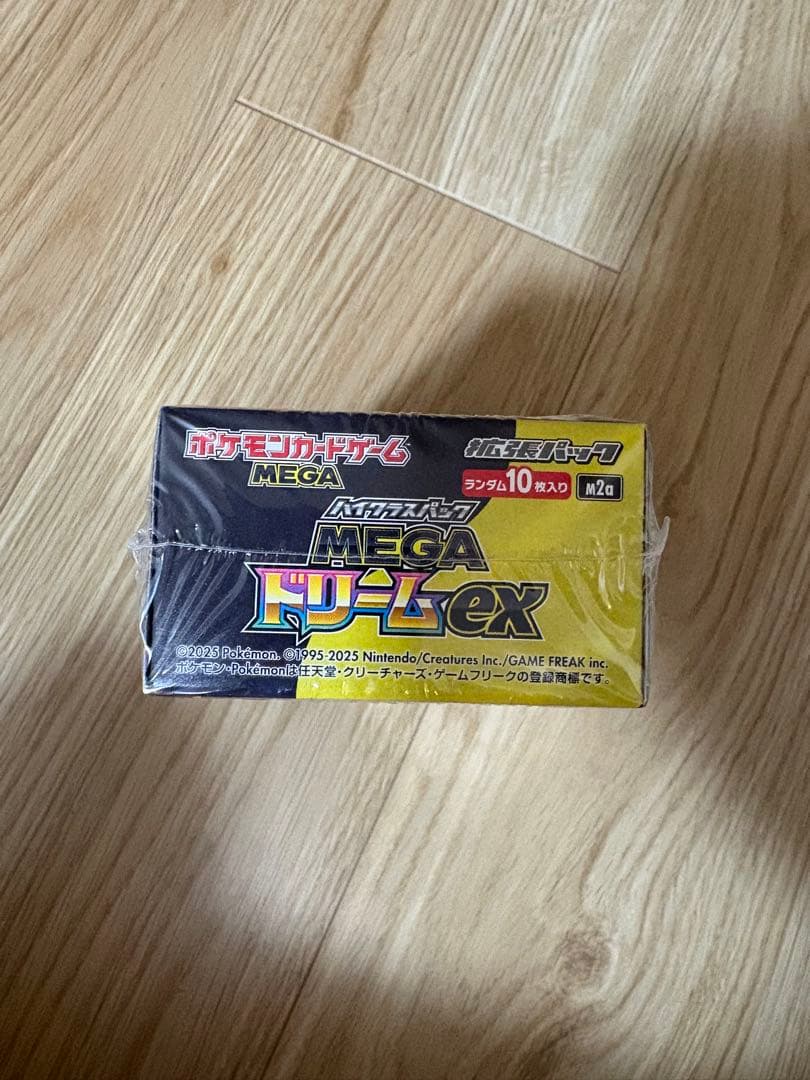 ポケモンカードゲーム
MEGA
拡張パック
ランダム10枚入り
M2a
ハイクラスパック
MEGA
ドリームex
©2025 Pokémon. ©1995-2025 Nintendo/Creatures Inc./GAME FREAK inc.
ポケモン・Pokémonは任天堂・クリーチャーズ・ゲームフリークの登録商標です。